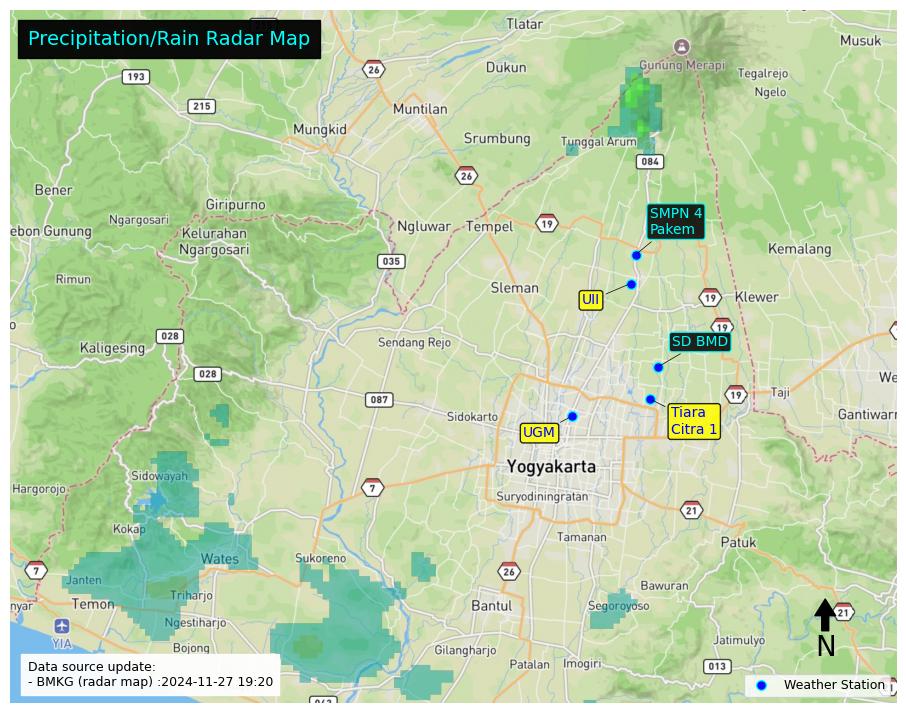 Precipitation/Rain Radar Map
Tlatar
Musuk
26
Gunung Merapi
Dukun
Tegalrejo
193
Ngelo
215
Muntilan
Mungkid
Srumbung
Tunggal Arum
084
26
Bener
Giripurno
SMPN 4
Pakem
Ngargosari
Kelurahan
Ngargosari
ebon Gunung
Ngluwar
Tempel
19
Kemalang
035
Rimun
Sleman
UII
19
Klewer
19
028
SD BMD
Kaligesing
Sendang Rejo
028
We
087
19
Taji
Sidokarto
Tiara
Citra 1
Gantiwarn
UGM
Yogyakarta
Sidowayah
Hargorojo
7
Suryodiningratan
21
Kokap
Tamanan
Patuk
Wates
Sukoreno
7
26
Janten
Bawuran
Temon
Triharjo
Bantul
Segoroyoso
nyar
21
Ngestiharjo
YIA
Bojong
Gilangharjo
Jatimulyo
N
Patalan
Imogiri
013
Data source update:
- BMKG (radar map) :2024-11-27 19:20
Weather Station